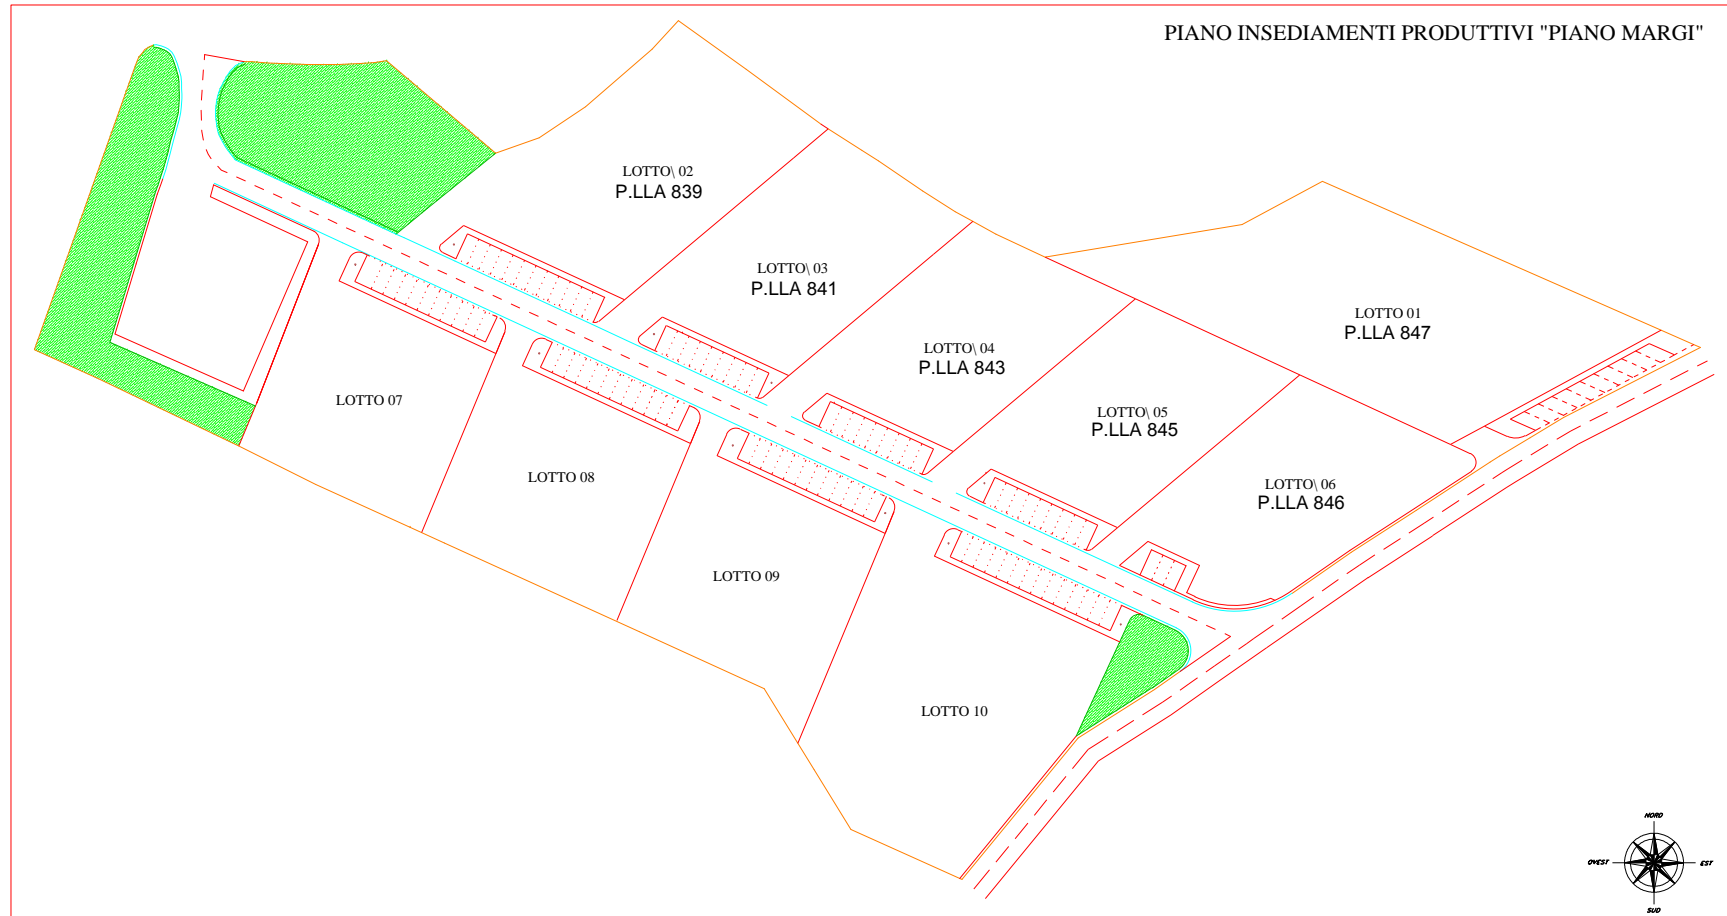 PIANO INSEDIAMENTI PRODUTTIVI "PIANO MARGI"
LOTTO\ 02
P.LLA 839
LOTTO\ 03
P.LLA 841
LOTTO 01
P.LLA 847
LOTTO\ 04
P.LLA 843
LOTTO 07
LOTTO\ 05
P.LLA 845
LOTTO 08
LOTTO\ 06
P.LLA 846
LOTTO 09
LOTTO 10
NORD
OVEST
EST
SUD